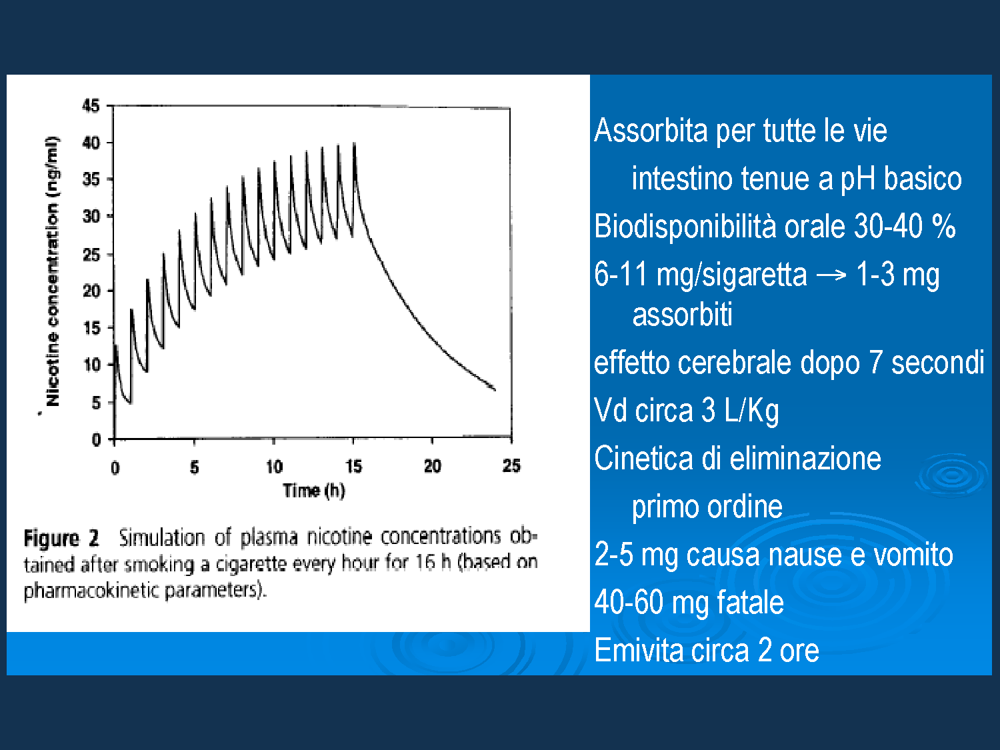 45
40
35
30
25
20
15
10
5
0
Nicotine concentration (ng/ml)
0 5 10 15 20 25
Time (h)
Figure 2 Simulation of plasma nicotine concentrations ob-
tained after smoking a cigarette every hour for 16 h (based on
pharmacokinetic parameters).
Assorbita per tutte le vie
intestino tenue a pH basico
Biodisponibilità orale 30-40 %
6-11 mg/sigaretta → 1-3 mg
assorbiti
effetto cerebrale dopo 7 secondi
Vd circa 3 L/Kg
Cinetica di eliminazione
primo ordine
2-5 mg causa nause e vomito
40-60 mg fatale
Emivita circa 2 ore